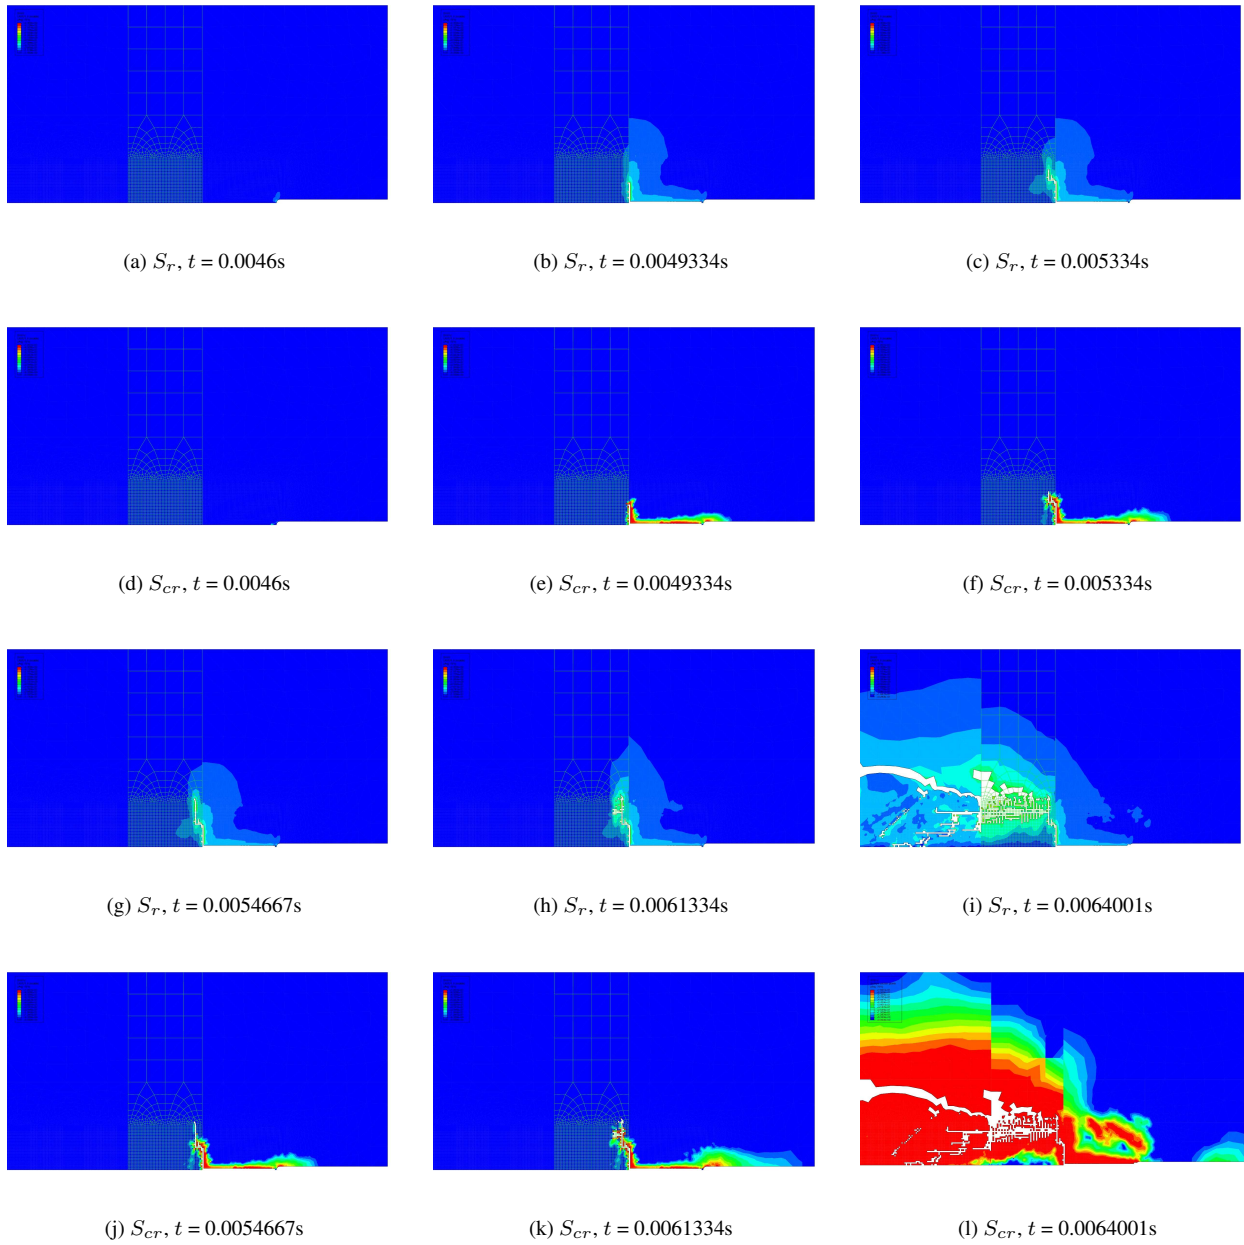 (a) S_r, t = 0.0046s
(b) S_r, t = 0.0049334s
(c) S_r, t = 0.005334s
(d) S_cr, t = 0.0046s
(e) S_cr, t = 0.0049334s
(f) S_cr, t = 0.005334s
(g) S_r, t = 0.0054667s
(h) S_r, t = 0.0061334s
(i) S_r, t = 0.0064001s
(j) S_cr, t = 0.0054667s
(k) S_cr, t = 0.0061334s
(l) S_cr, t = 0.0064001s